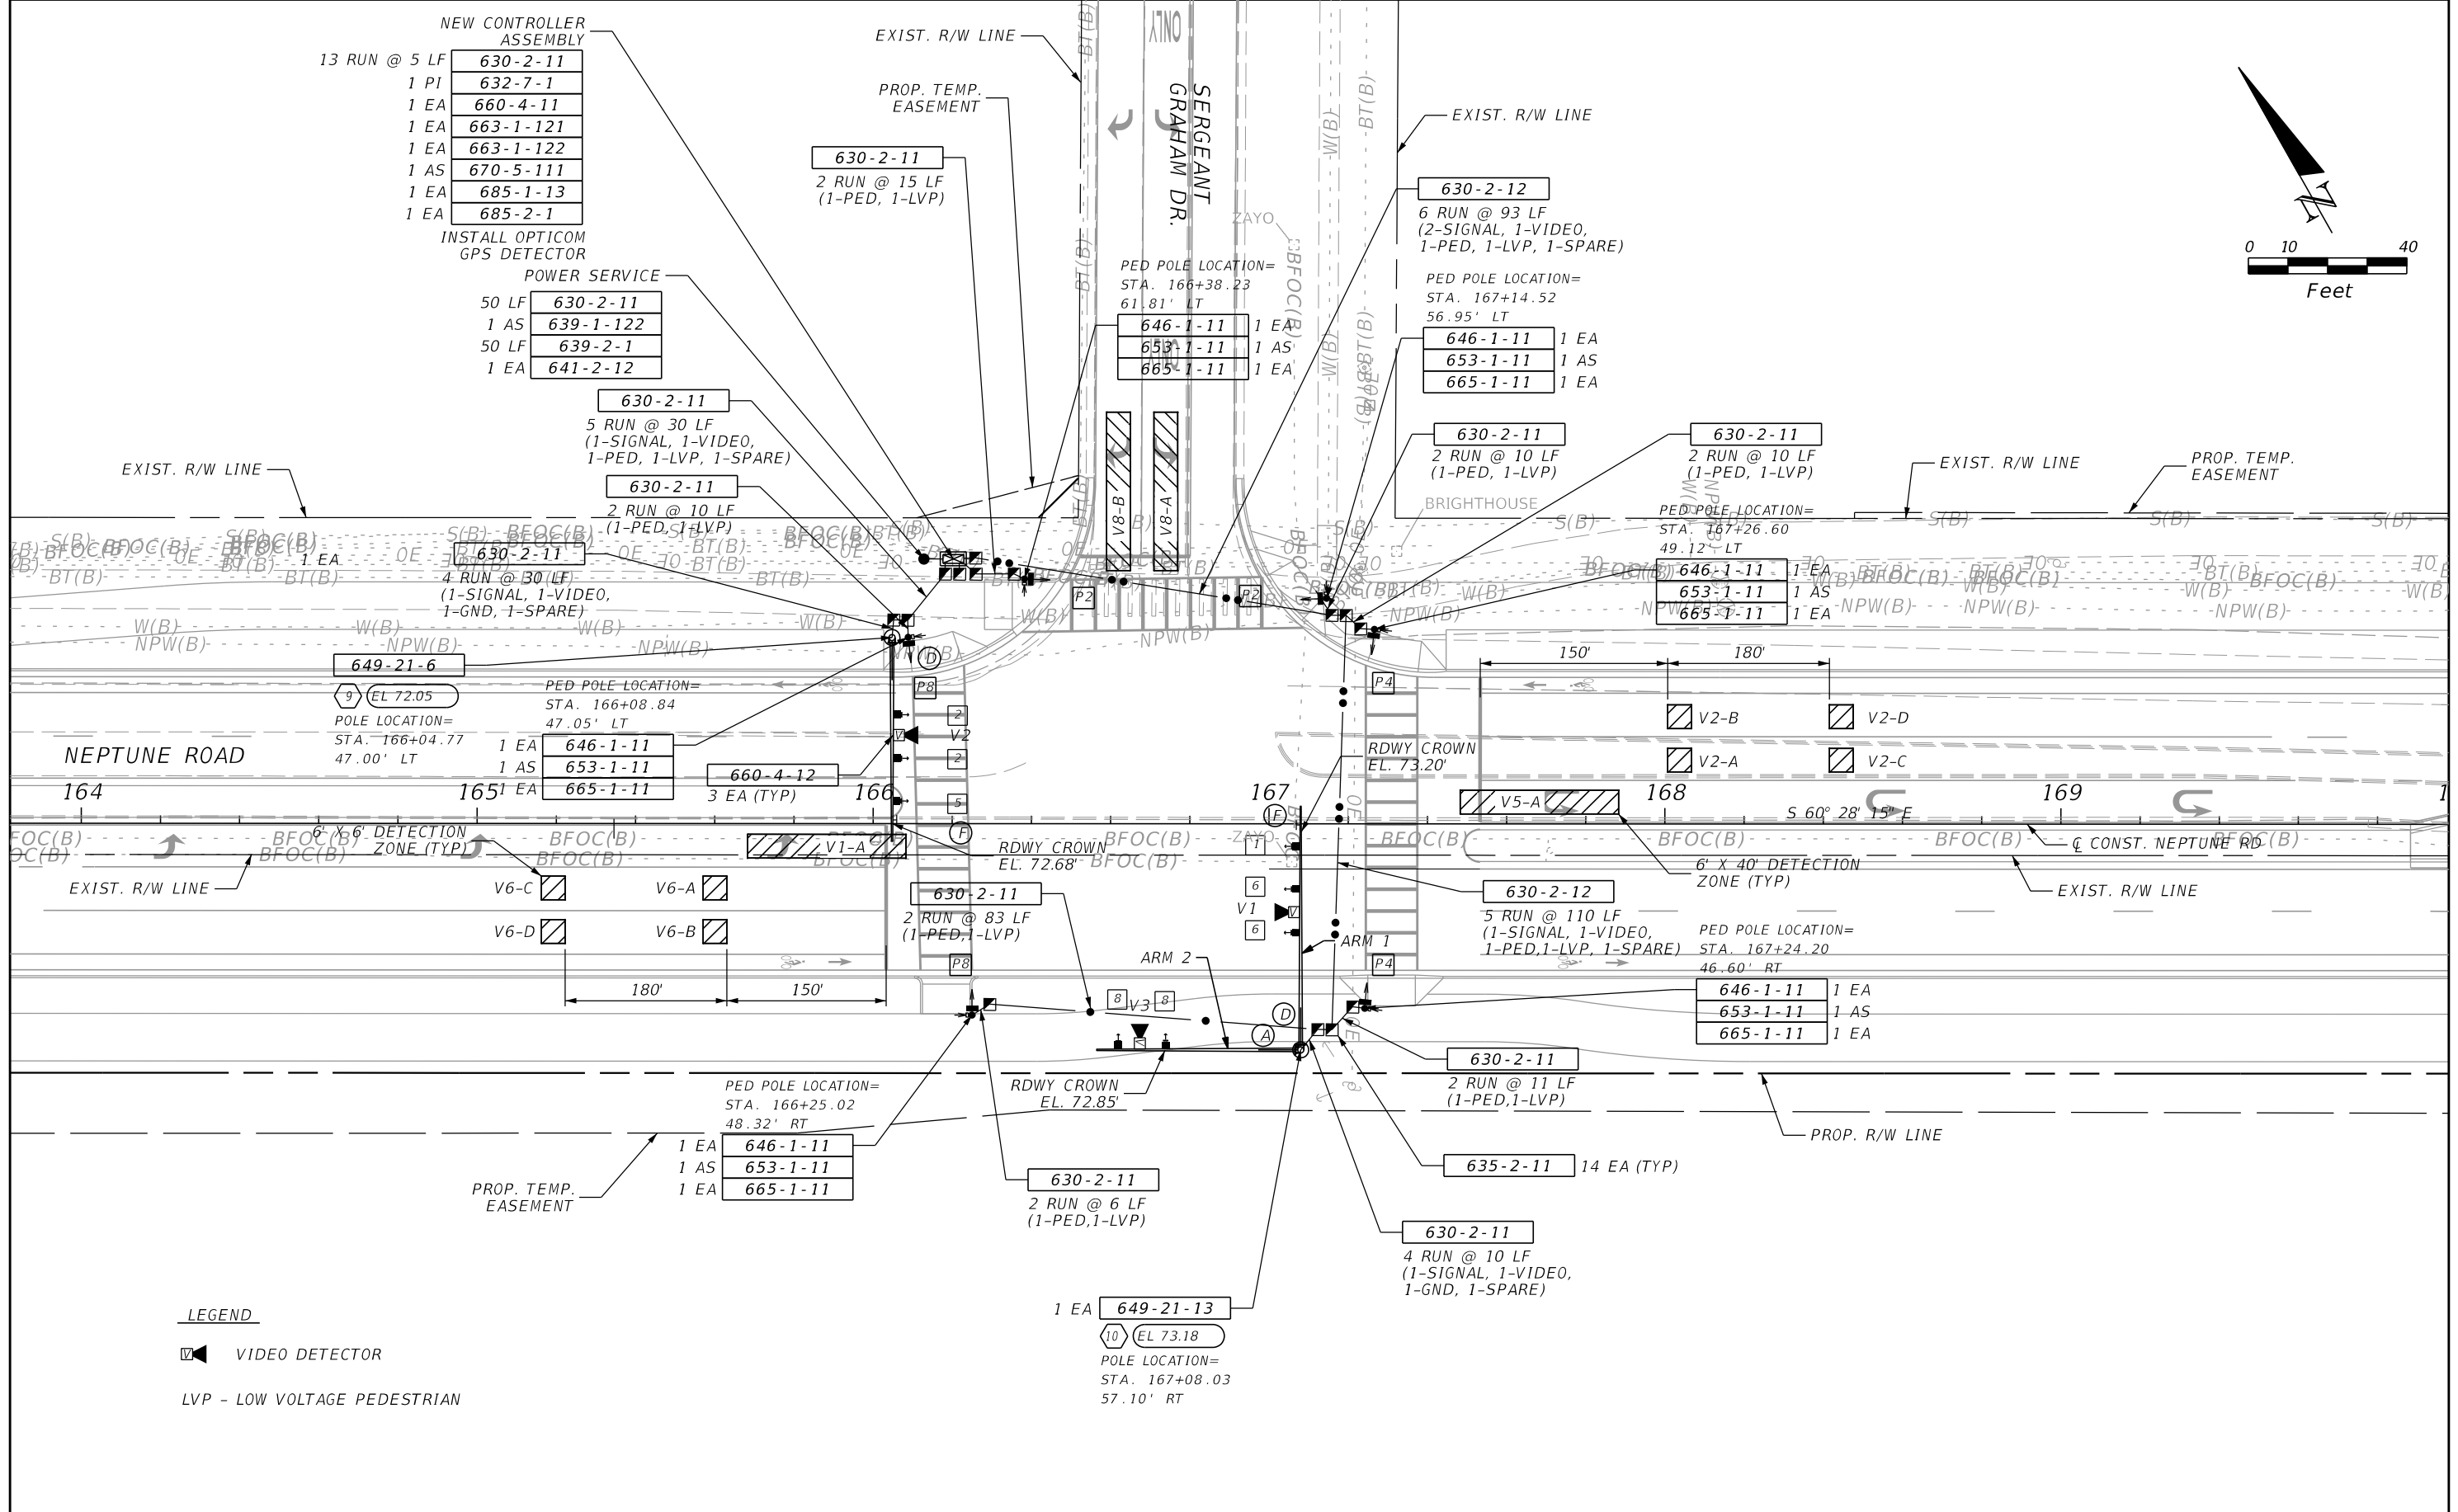 NEW CONTROLLER
ASSEMBLY
13 RUN @ 5 LF 630-2-11
1 PI 632-7-1
1 EA 660-4-11
1 EA 663-1-121
1 EA 663-1-122
1 AS 670-5-111
1 EA 685-1-13
1 EA 685-2-1
INSTALL OPTICOM
GPS DETECTOR
POWER SERVICE
50 LF 630-2-11
1 AS 639-1-122
50 LF 639-2-1
1 EA 641-2-12
630-2-11
5 RUN @ 30 LF
(1-SIGNAL, 1-VIDEO,
1-PED, 1-LVP, 1-SPARE)
630-2-11
2 RUN @ 10 LF
(1-PED, 1-LVP)
EXIST. R/W LINE
PROP. TEMP.
EASEMENT
630-2-11
2 RUN @ 15 LF
(1-PED, 1-LVP)
ONLY
SERGEANT
GRAHAM DR.
ZAYO
BFOC(B)
BT(B)
W(B)
EXIST. R/W LINE
630-2-12
6 RUN @ 93 LF
(2-SIGNAL, 1-VIDEO,
1-PED, 1-LVP, 1-SPARE)
PED POLE LOCATION=
STA. 166+38.23
61.81' LT
646-1-11 1 EA
653-1-11 1 AS
665-1-11 1 EA
PED POLE LOCATION=
STA. 167+14.52
56.95' LT
646-1-11 1 EA
653-1-11 1 AS
665-1-11 1 EA
630-2-11
2 RUN @ 10 LF
(1-PED, 1-LVP)
630-2-11
2 RUN @ 10 LF
(1-PED, 1-LVP)
BRIGHTHOUSE
N
0 10 40
Feet
EXIST. R/W LINE
PROP. TEMP.
EASEMENT
EXIST. R/W LINE
V8-B
V8-A
PED POLE LOCATION=
STA. 167+26.60
49.12' LT
646-1-11 1 EA
653-1-11 1 AS
665-1-11 1 EA
S(B)
BFOC(B)
OE
BT(B)
W(B)
NPW(B)
1 EA
630-2-11
4 RUN @ 30 LF
(1-SIGNAL, 1-VIDEO,
1-GND, 1-SPARE)
P2
P2
649-21-6
9 EL 72.05
POLE LOCATION=
STA. 166+04.77
47.00' LT
PED POLE LOCATION=
STA. 166+08.84
47.05' LT
1 EA 646-1-11
1 AS 653-1-11
1 EA 665-1-11
D
P8
2
V2
2
5
F
660-4-12
3 EA (TYP)
P4
150' 180'
V2-B V2-D
V2-A V2-C
RDWY CROWN
EL. 73.20'
NEPTUNE ROAD
164 165 166 167 168 169
F
V5-A
S 60° 28' 15" E
6' X 6' DETECTION
ZONE (TYP)
V1-A
RDWY CROWN
EL. 72.68'
ZAYO
BFOC(B)
℄ CONST. NEPTUNE RD
6' X 40' DETECTION
ZONE (TYP)
EXIST. R/W LINE
EXIST. R/W LINE
V6-C V6-A
V6-D V6-B
180' 150'
630-2-11
2 RUN @ 83 LF
(1-PED,1-LVP)
P8
1
6
V1
6
ARM 1
ARM 2
8 V3 8
D
A
P4
630-2-12
5 RUN @ 110 LF
(1-SIGNAL, 1-VIDEO,
1-PED,1-LVP, 1-SPARE)
PED POLE LOCATION=
STA. 167+24.20
46.60' RT
646-1-11 1 EA
653-1-11 1 AS
665-1-11 1 EA
630-2-11
2 RUN @ 11 LF
(1-PED,1-LVP)
RDWY CROWN
EL. 72.85'
PED POLE LOCATION=
STA. 166+25.02
48.32' RT
1 EA 646-1-11
1 AS 653-1-11
1 EA 665-1-11
PROP. TEMP.
EASEMENT
PROP. R/W LINE
630-2-11
2 RUN @ 6 LF
(1-PED,1-LVP)
635-2-11 14 EA (TYP)
630-2-11
4 RUN @ 10 LF
(1-SIGNAL, 1-VIDEO,
1-GND, 1-SPARE)
1 EA 649-21-13
10 EL 73.18
POLE LOCATION=
STA. 167+08.03
57.10' RT
LEGEND
V VIDEO DETECTOR
LVP - LOW VOLTAGE PEDESTRIAN